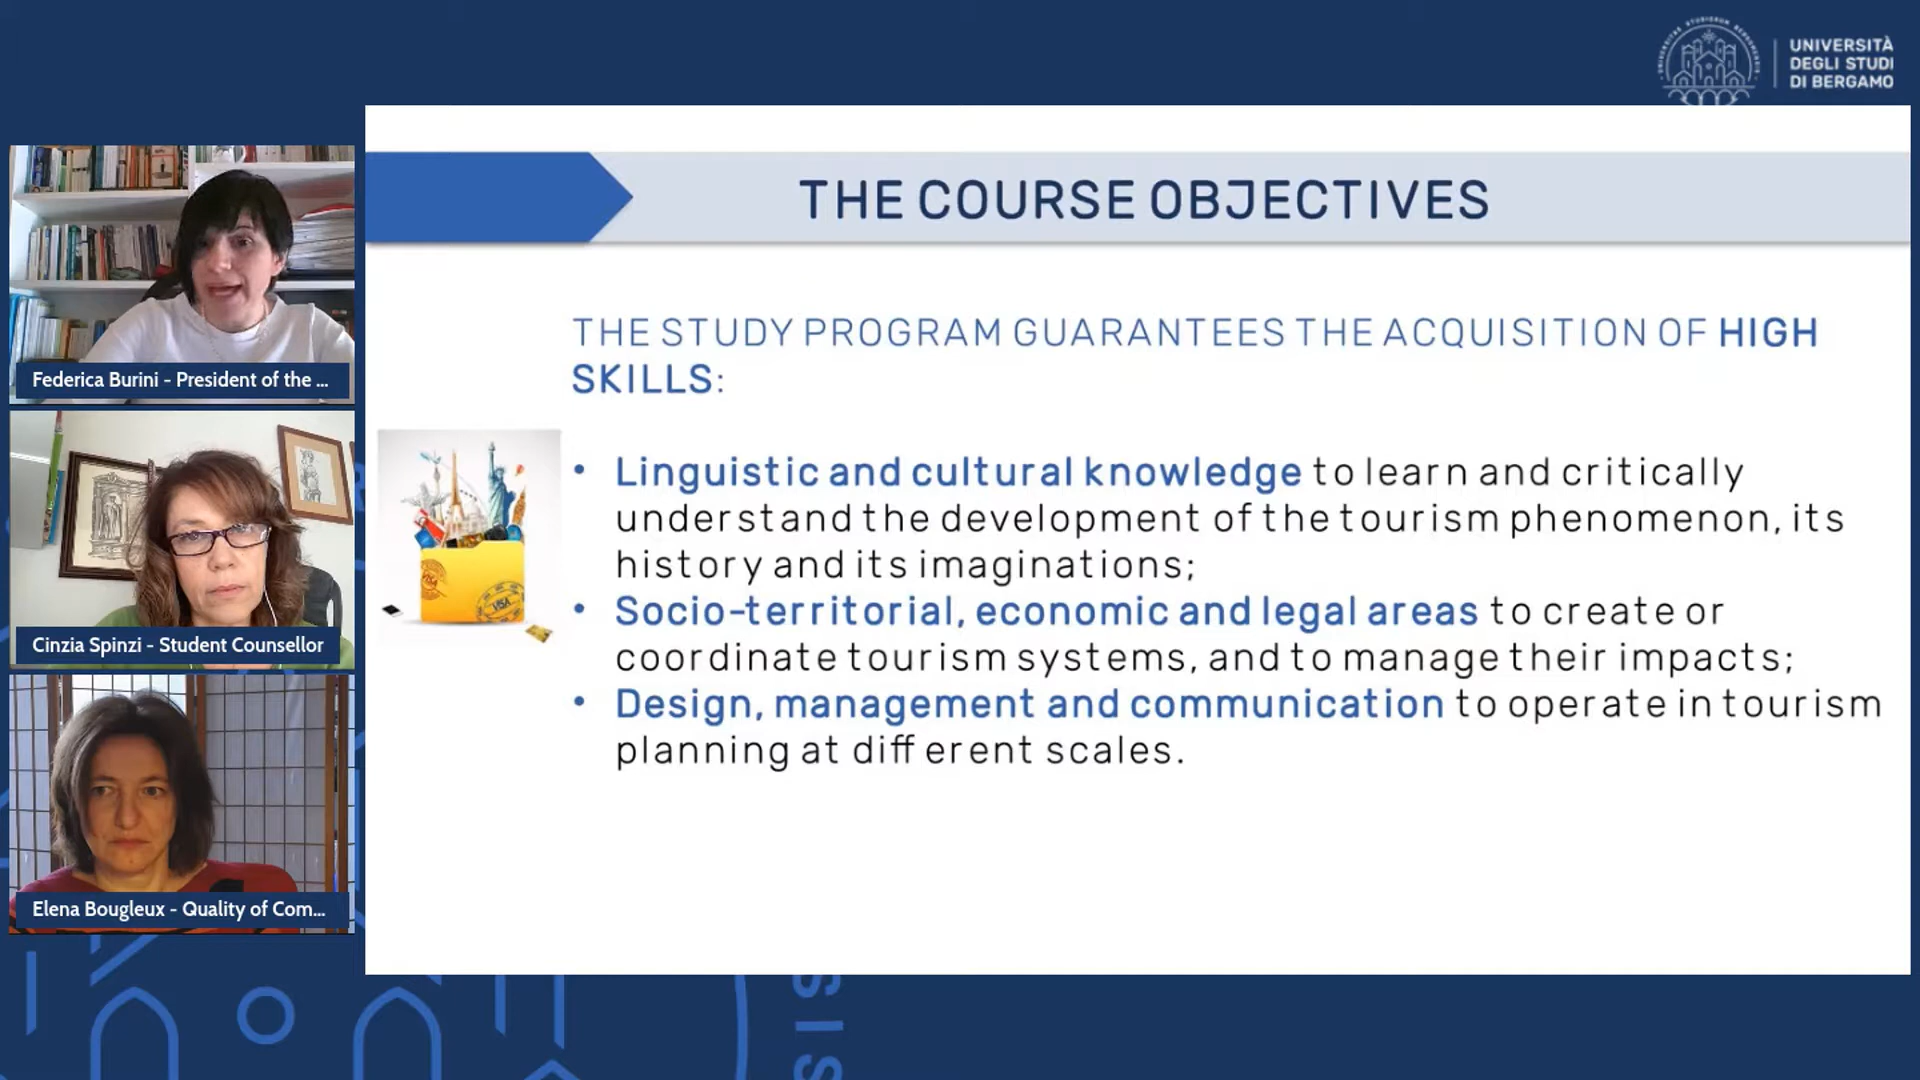 UNIVERSITÀ
DEGLI STUDI
DI BERGAMO
THE COURSE OBJECTIVES
THE STUDY PROGRAM GUARANTEES THE ACQUISITION OF HIGH
SKILLS:
• Linguistic and cultural knowledge to learn and critically
understand the development of the tourism phenomenon, its
history and its imaginations;
• Socio-territorial, economic and legal areas to create or
coordinate tourism systems, and to manage their impacts;
• Design, management and communication to operate in tourism
planning at different scales.
VISA
VISA
Federica Burini - President of the ...
Cinzia Spinzi - Student Counsellor
Elena Bougleux - Quality of Com...
SIS